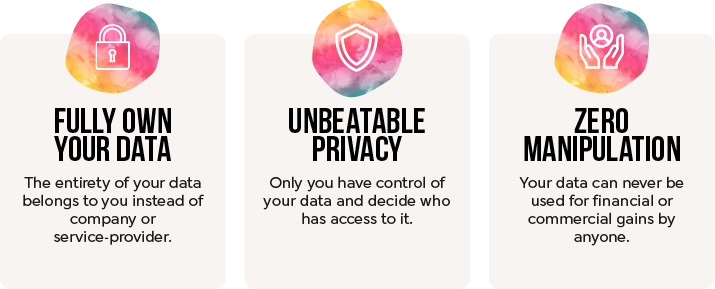 FULLY OWN
YOUR DATA
The entirety of your data
belongs to you instead of
company or
service-provider.
UNBEATABLE
PRIVACY
Only you have control of
your data and decide who
has access to it.
ZERO
MANIPULATION
Your data can never be
used for financial or
commercial gains by
anyone.